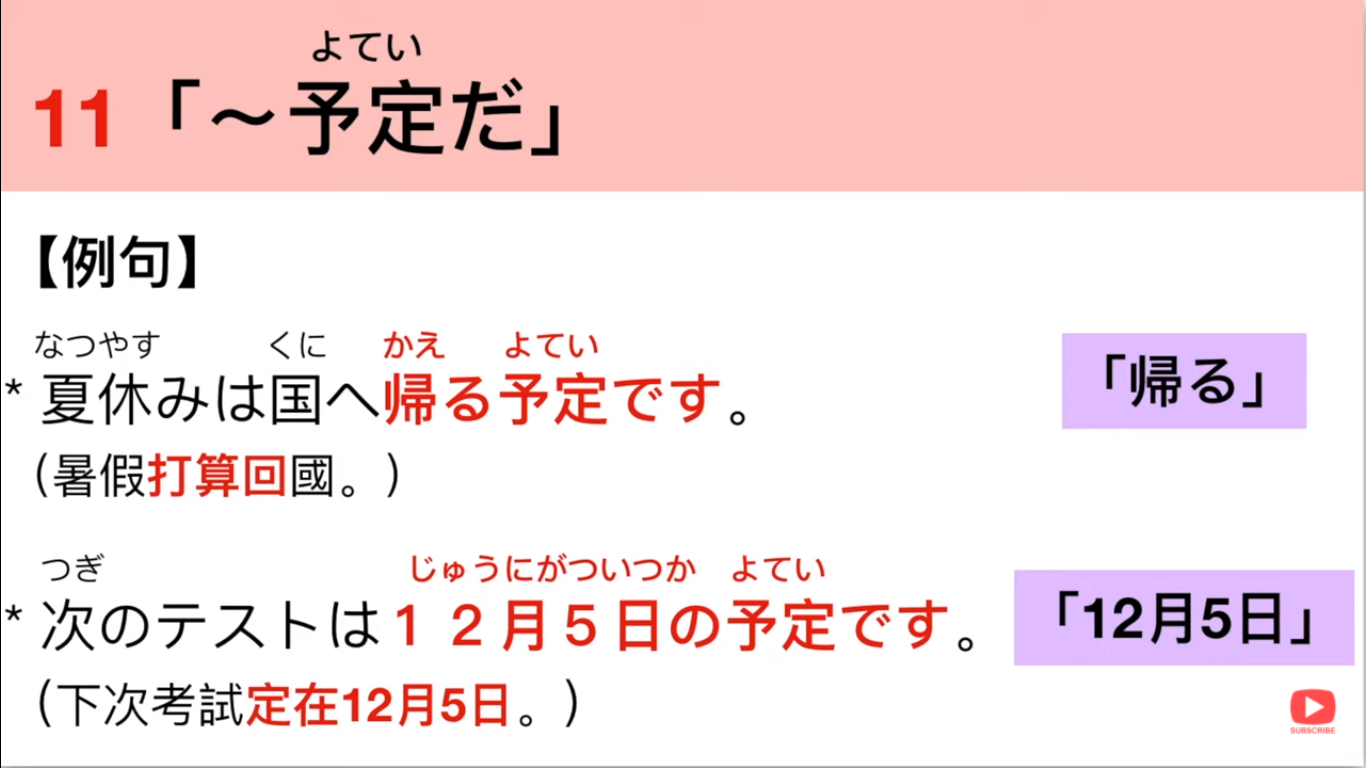 よてい
11「～予定だ」
【例句】
なつやす くに かえ よてい
* 夏休みは国へ帰る予定です。
「帰る」
(暑假打算回國。)
つぎ じゅうにがついつか よてい
* 次のテストは１２月５日の予定です。
「12月5日」
(下次考試定在12月5日。)
SUBSCRIBE